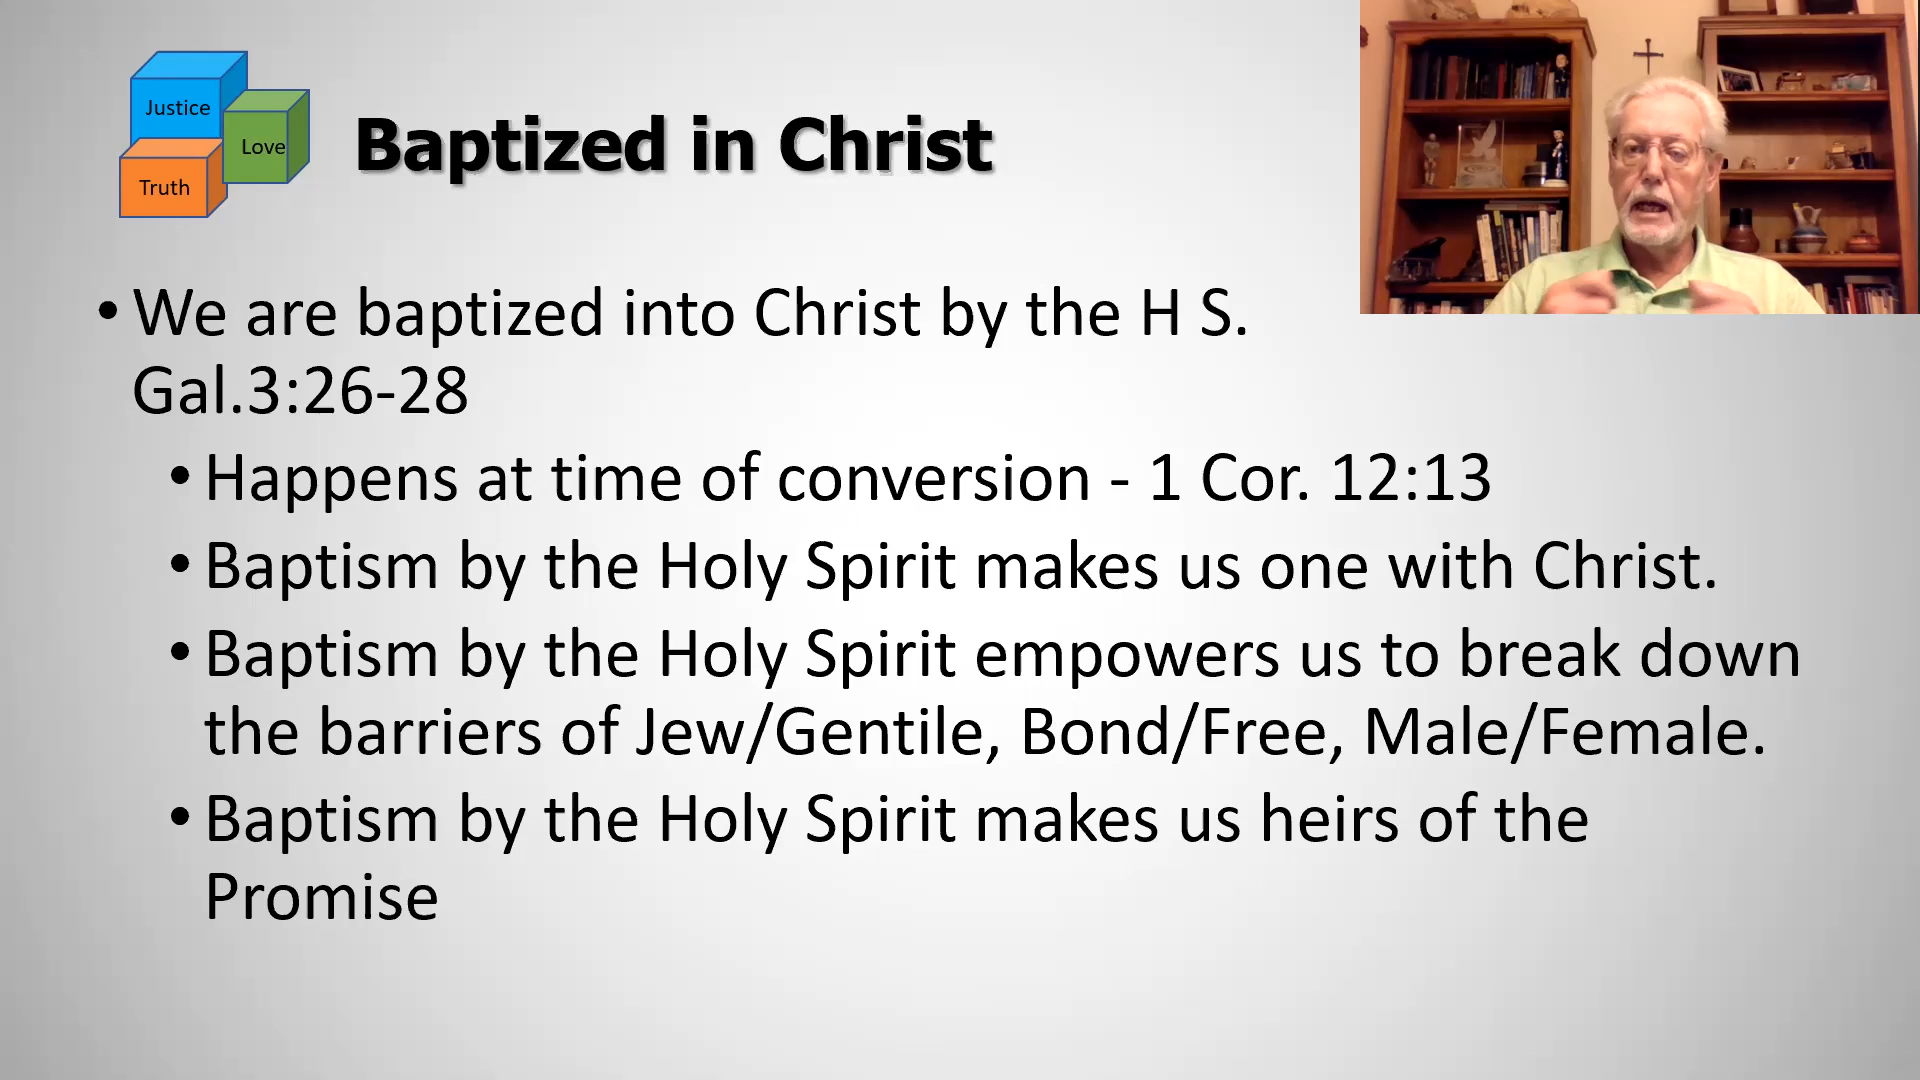 Justice
Love
Truth
Baptized in Christ
• We are baptized into Christ by the H S.
Gal.3:26-28
• Happens at time of conversion - 1 Cor. 12:13
• Baptism by the Holy Spirit makes us one with Christ.
• Baptism by the Holy Spirit empowers us to break down
the barriers of Jew/Gentile, Bond/Free, Male/Female.
• Baptism by the Holy Spirit makes us heirs of the
Promise